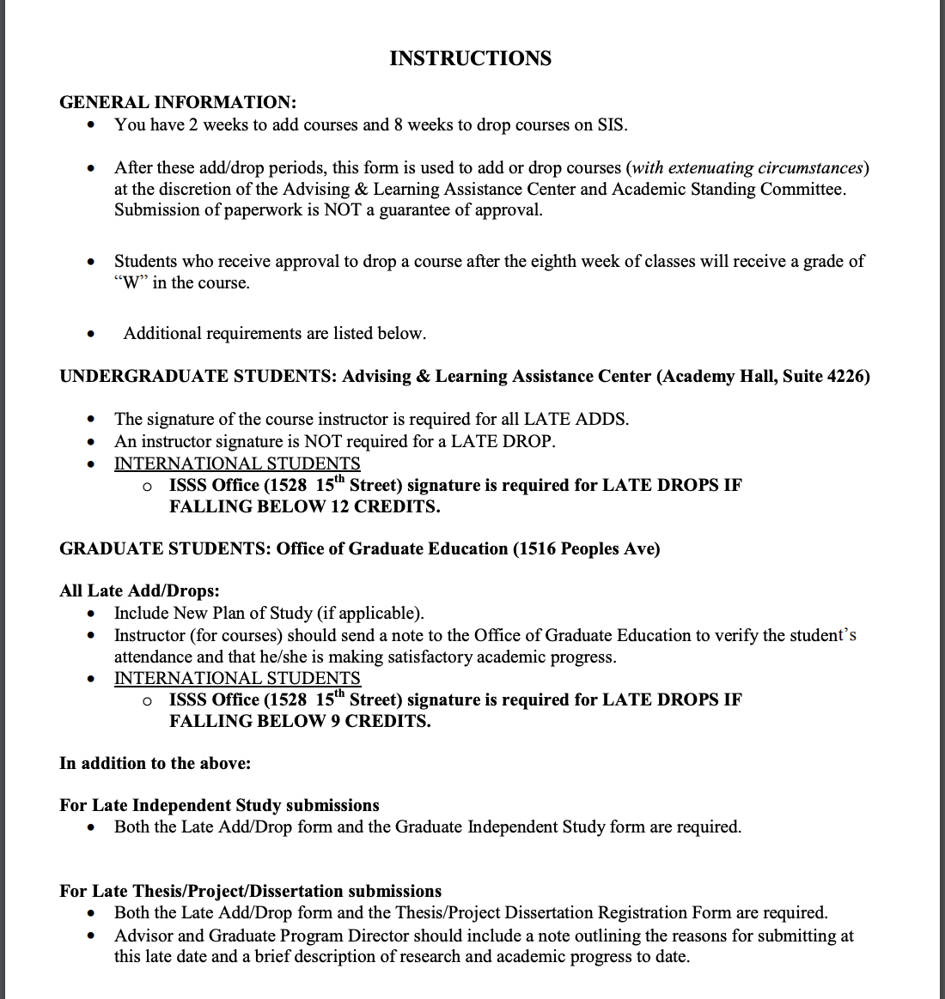 INSTRUCTIONS
GENERAL INFORMATION:
• You have 2 weeks to add courses and 8 weeks to drop courses on SIS.
• After these add/drop periods, this form is used to add or drop courses (with extenuating circumstances)
at the discretion of the Advising & Learning Assistance Center and Academic Standing Committee.
Submission of paperwork is NOT a guarantee of approval.
• Students who receive approval to drop a course after the eighth week of classes will receive a grade of
“W” in the course.
• Additional requirements are listed below.
UNDERGRADUATE STUDENTS: Advising & Learning Assistance Center (Academy Hall, Suite 4226)
• The signature of the course instructor is required for all LATE ADDS.
• An instructor signature is NOT required for a LATE DROP.
• INTERNATIONAL STUDENTS
o ISSS Office (1528 15th Street) signature is required for LATE DROPS IF
FALLING BELOW 12 CREDITS.
GRADUATE STUDENTS: Office of Graduate Education (1516 Peoples Ave)
All Late Add/Drops:
• Include New Plan of Study (if applicable).
• Instructor (for courses) should send a note to the Office of Graduate Education to verify the student’s
attendance and that he/she is making satisfactory academic progress.
• INTERNATIONAL STUDENTS
o ISSS Office (1528 15th Street) signature is required for LATE DROPS IF
FALLING BELOW 9 CREDITS.
In addition to the above:
For Late Independent Study submissions
• Both the Late Add/Drop form and the Graduate Independent Study form are required.
For Late Thesis/Project/Dissertation submissions
• Both the Late Add/Drop form and the Thesis/Project Dissertation Registration Form are required.
• Advisor and Graduate Program Director should include a note outlining the reasons for submitting at
this late date and a brief description of research and academic progress to date.